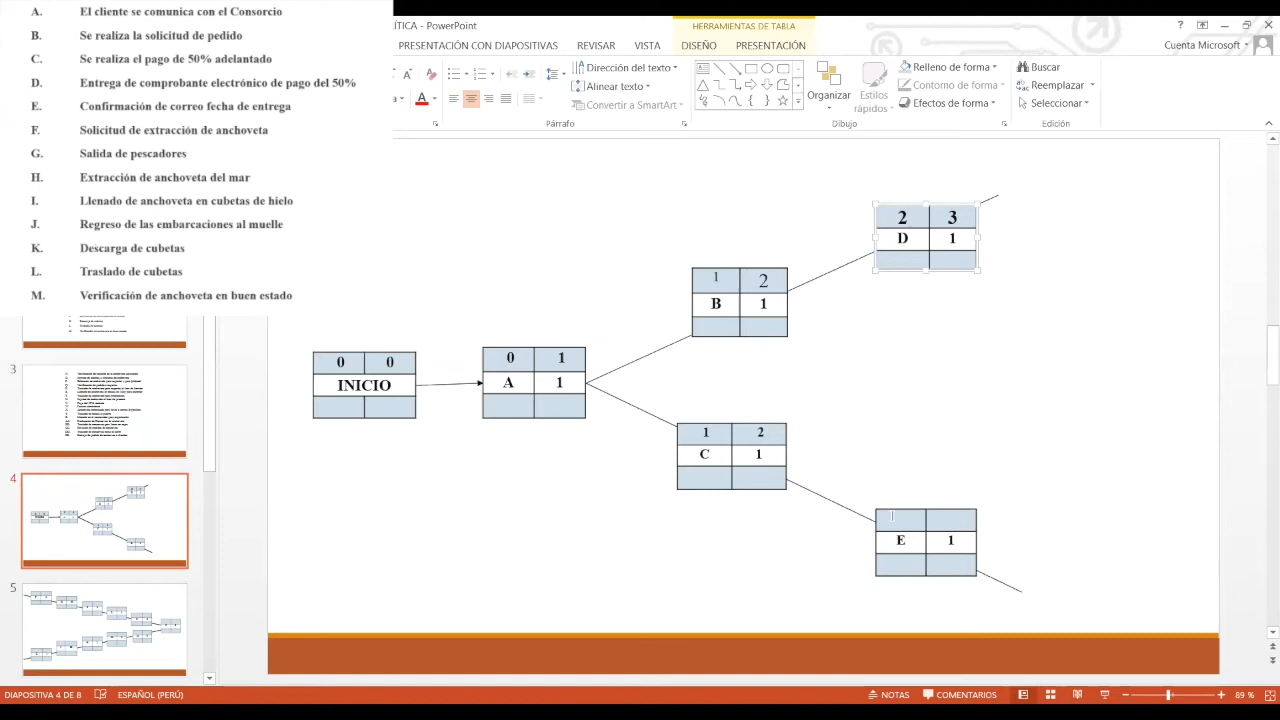 A. El cliente se comunica con el Consorcio
B. Se realiza la solicitud de pedido
C. Se realiza el pago de 50% adelantado
D. Entrega de comprobante electrónico de pago del 50%
E. Confirmación de correo fecha de entrega
F. Solicitud de extracción de anchoveta
G. Salida de pescadores
H. Extracción de anchoveta del mar
I. Llenado de anchoveta en cubetas de hielo
J. Regreso de las embarcaciones al muelle
K. Descarga de cubetas
L. Traslado de cubetas
M. Verificación de anchoveta en buen estado
ÍTICA - PowerPoint
HERRAMIENTAS DE TABLA
PRESENTACIÓN CON DIAPOSITIVAS REVISAR VISTA DISEÑO PRESENTACIÓN
Cuenta Microsoft
Dirección del texto
Alinear texto
Convertir a SmartArt
Párrafo
Organizar
Estilos rápidos
Relleno de forma
Contorno de forma
Efectos de forma
Dibujo
Buscar
Reemplazar
Seleccionar
Edición
3
4
5
0 0
INICIO
0 1
A 1
1 2
B 1
1 2
C 1
2 3
D 1
E 1
DIAPOSITIVA 4 DE 8 ESPAÑOL (PERÚ) NOTAS COMENTARIOS 89 %